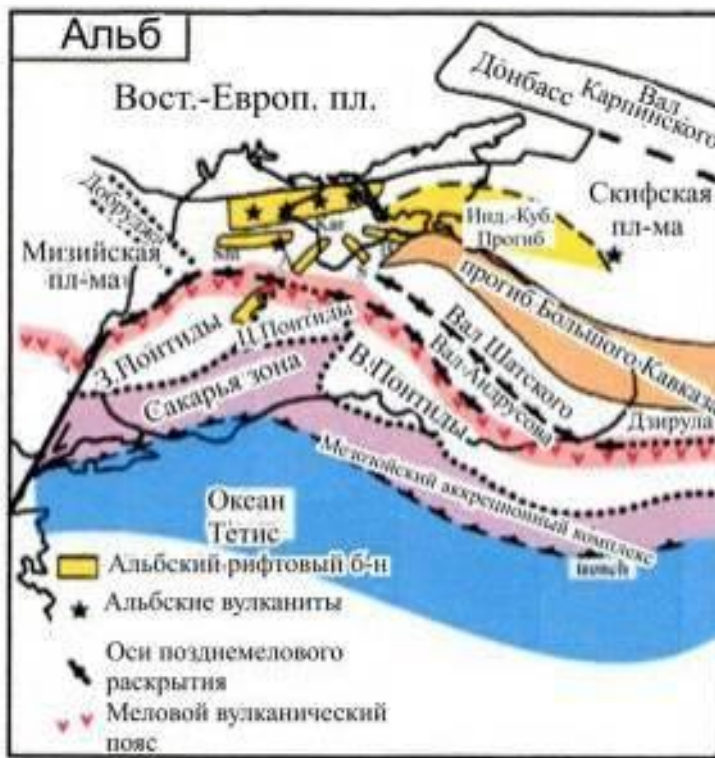 Альб
Вост.-Европ. пл.
Донбасс
Вал
Карпинского
Скифская
пл-ма
Добруджа
Мизийская
пл-ма
Kar
Инд.-Куб.
Прогиб
прогиб Большого Кавказа
З.Понтиды
Ц.Понтиды
Сакарья зона
В.Понтиды
Вал Шатского
Вал Андрусова
Дзирула
Мезозойский аккреционный комплекс
Океан
Тетис
Альбский рифтовый б-н
Альбские вулканиты
Оси позднемелового
раскрытия
Меловой вулканический
пояс